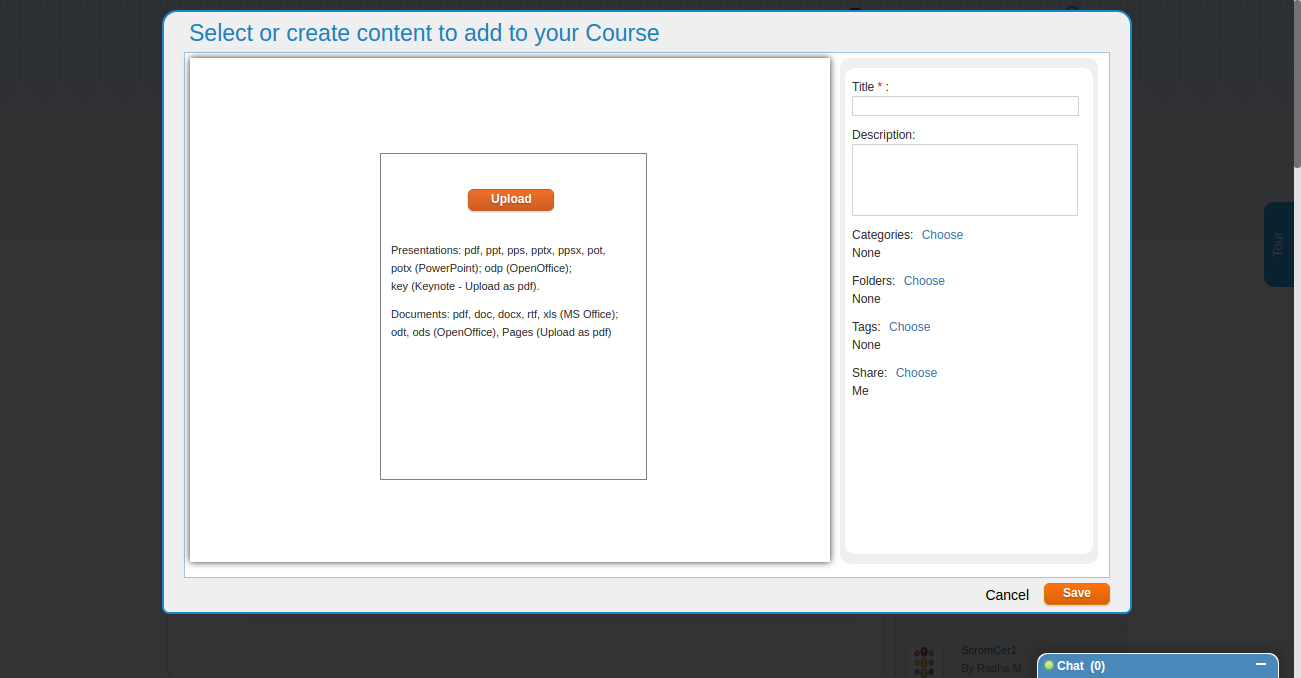 Select or create content to add to your Course
Title * :
Upload
Presentations: pdf, ppt, pps, pptx, ppsx, pot,
potx (PowerPoint); odp (OpenOffice);
key (Keynote - Upload as pdf).
Documents: pdf, doc, docx, rtf, xls (MS Office);
odt, ods (OpenOffice), Pages (Upload as pdf)
Description:
Categories: Choose
None
Folders: Choose
None
Tags: Choose
None
Share: Choose
Me
Cancel
Save
Tour
ScromCer1
By Radha M
Chat (0)